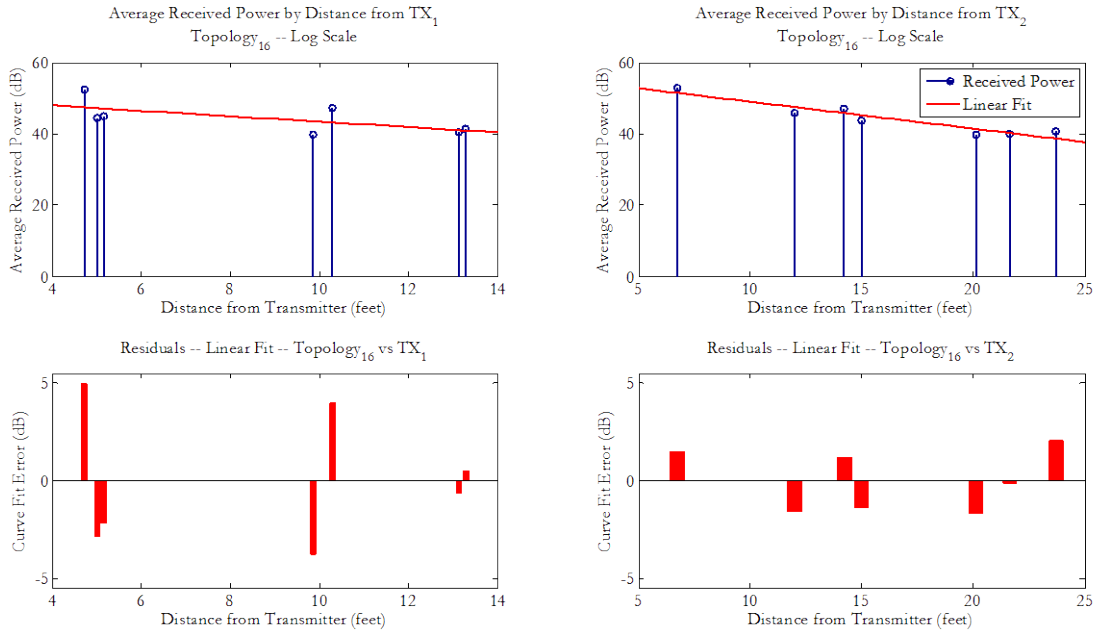 Average Received Power by Distance from TX₁
Topology₁₆ -- Log Scale
60
40
20
0
Average Received Power (dB)
4 6 8 10 12 14
Distance from Transmitter (feet)
Average Received Power by Distance from TX₂
Topology₁₆ -- Log Scale
60
40
20
0
Average Received Power (dB)
Received Power
Linear Fit
5 10 15 20 25
Distance from Transmitter (feet)
Residuals -- Linear Fit -- Topology₁₆ vs TX₁
5
0
-5
Curve Fit Error (dB)
4 6 8 10 12 14
Distance from Transmitter (feet)
Residuals -- Linear Fit -- Topology₁₆ vs TX₂
5
0
-5
Curve Fit Error (dB)
5 10 15 20 25
Distance from Transmitter (feet)